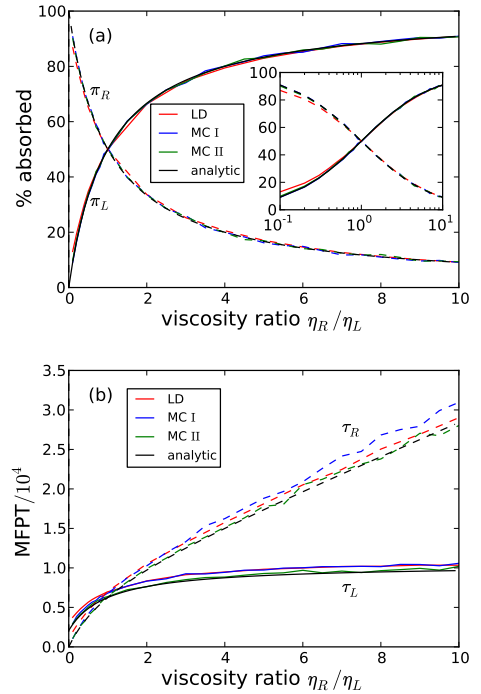 (a)
% absorbed
100
80
60
40
20
0
π_R
π_L
LD
MC I
MC II
analytic
100
80
60
40
20
0
10^-1
10^0
10^1
0
2
4
6
8
10
viscosity ratio η_R/η_L
(b)
MFPT/10^4
3.5
3.0
2.5
2.0
1.5
1.0
0.5
0.0
LD
MC I
MC II
analytic
τ_R
τ_L
0
2
4
6
8
10
viscosity ratio η_R/η_L